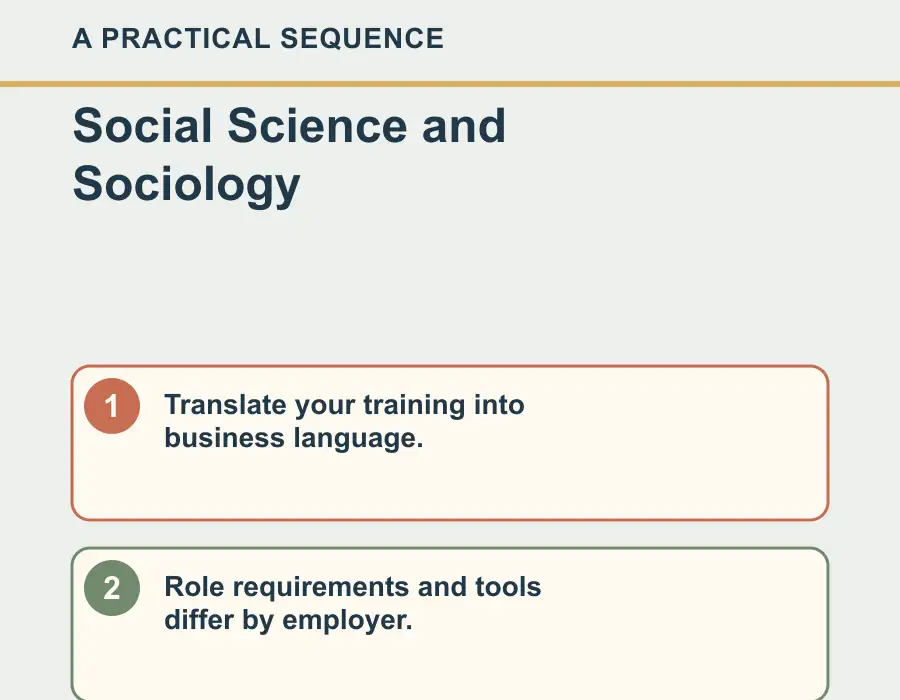 A PRACTICAL SEQUENCE
Social Science and
Sociology
1
Translate your training into
business language.
2
Role requirements and tools
differ by employer.